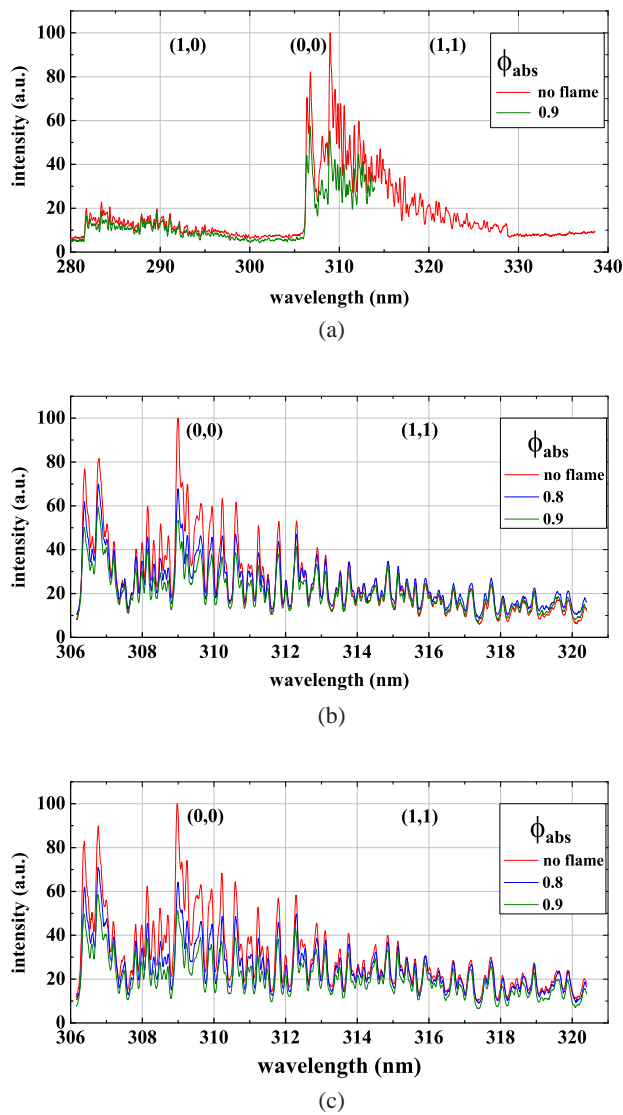 (1,0) (0,0) (1,1)
ϕabs
no flame
0.9
intensity (a.u.)
100
80
60
40
20
0
280 290 300 310 320 330 340
wavelength (nm)
(a)
(0,0) (1,1)
ϕabs
no flame
0.8
0.9
intensity (a.u.)
100
80
60
40
20
0
306 308 310 312 314 316 318 320
wavelength (nm)
(b)
(0,0) (1,1)
ϕabs
no flame
0.8
0.9
intensity (a.u.)
100
80
60
40
20
0
306 308 310 312 314 316 318 320
wavelength (nm)
(c)